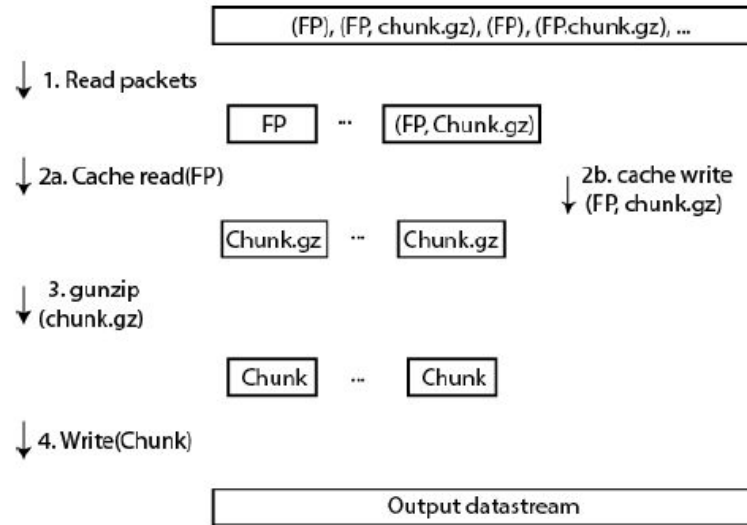 (FP), (FP, chunk.gz), (FP), (FP.chunk.gz), ...
1. Read packets
FP ... (FP, Chunk.gz)
2a. Cache read(FP)
2b. cache write
(FP, chunk.gz)
Chunk.gz ... Chunk.gz
3. gunzip
(chunk.gz)
Chunk ... Chunk
4. Write(Chunk)
Output datastream